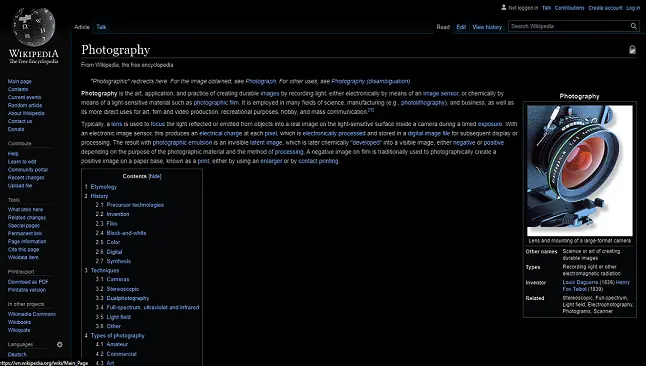 Not logged in Talk Contributions Create account Log in
Article Talk
Read Edit View history Search Wikipedia
WIKIPEDIA
The Free Encyclopedia
Main page
Contents
Current events
Random article
About Wikipedia
Contact us
Donate
Contribute
Help
Learn to edit
Community portal
Recent changes
Upload file
Tools
What links here
Related changes
Special pages
Permanent link
Page information
Cite this page
Wikidata item
Print/export
Download as PDF
Printable version
In other projects
Wikimedia Commons
Wikibooks
Wikiquote
Languages
Deutsch
https://en.wikipedia.org/wiki/Main_Page
Photography
From Wikipedia, the free encyclopedia
"Photographic" redirects here. For the image obtained, see Photograph. For other uses, see Photography (disambiguation).
Photography is the art, application, and practice of creating durable images by recording light, either electronically by means of an image sensor, or chemically by
means of a light-sensitive material such as photographic film. It is employed in many fields of science, manufacturing (e.g., photolithography), and business, as well as
its more direct uses for art, film and video production, recreational purposes, hobby, and mass communication.[1]
Typically, a lens is used to focus the light reflected or emitted from objects into a real image on the light-sensitive surface inside a camera during a timed exposure. With
an electronic image sensor, this produces an electrical charge at each pixel, which is electronically processed and stored in a digital image file for subsequent display or
processing. The result with photographic emulsion is an invisible latent image, which is later chemically "developed" into a visible image, either negative or positive
depending on the purpose of the photographic material and the method of processing. A negative image on film is traditionally used to photographically create a
positive image on a paper base, known as a print, either by using an enlarger or by contact printing.
Contents [hide]
1 Etymology
2 History
2.1 Precursor technologies
2.2 Invention
2.3 Film
2.4 Black-and-white
2.5 Color
2.6 Digital
2.7 Synthesis
3 Techniques
3.1 Cameras
3.2 Stereoscopic
3.3 Dualphotography
3.4 Full-spectrum, ultraviolet and infrared
3.5 Light field
3.6 Other
4 Types of photography
4.1 Amateur
4.2 Commercial
4.3 Art
Photography
Lens and mounting of a large-format camera
Other names Science or art of creating
durable images
Types Recording light or other
electromagnetic radiation
Inventor Louis Daguerre (1839) Henry
Fox Talbot (1839)
Related Stereoscopic, Full-spectrum,
Light field, Electrophotography,
Photograms, Scanner